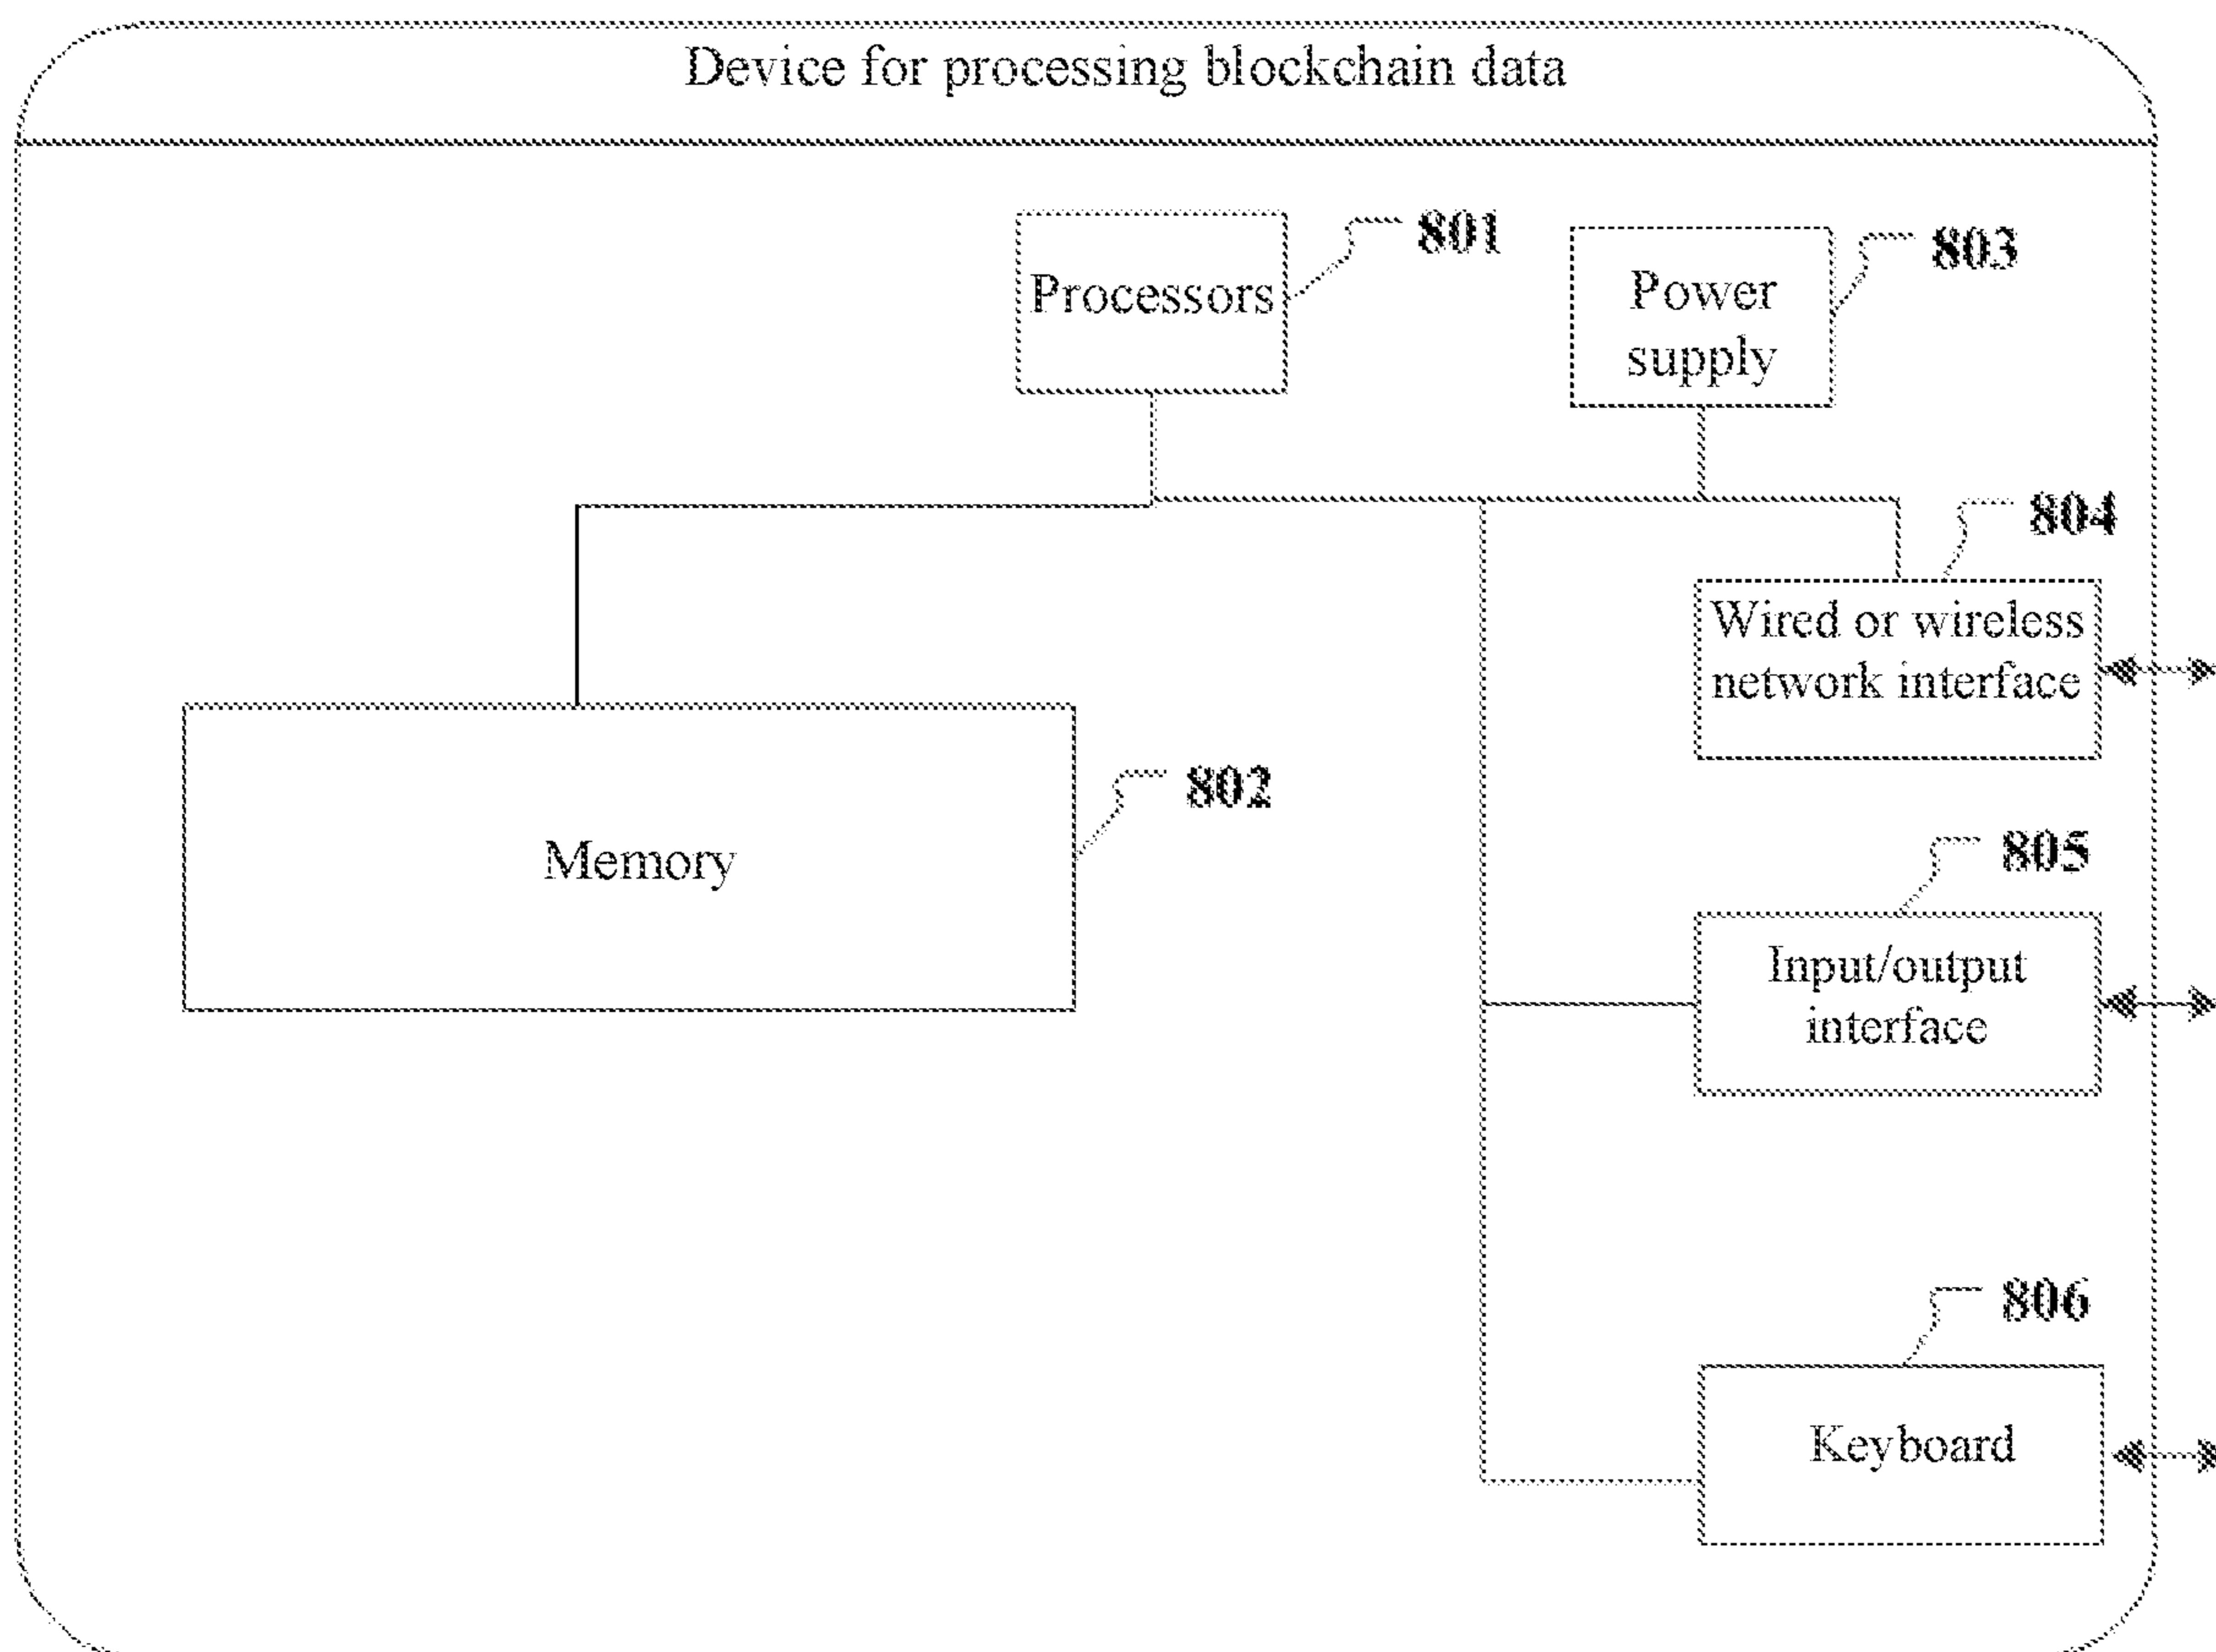 Device for processing blockchain data
801
Processors
803
Power
supply
804
Wired or wireless
network interface
802
Memory
805
Input/output
interface
806
Keyboard